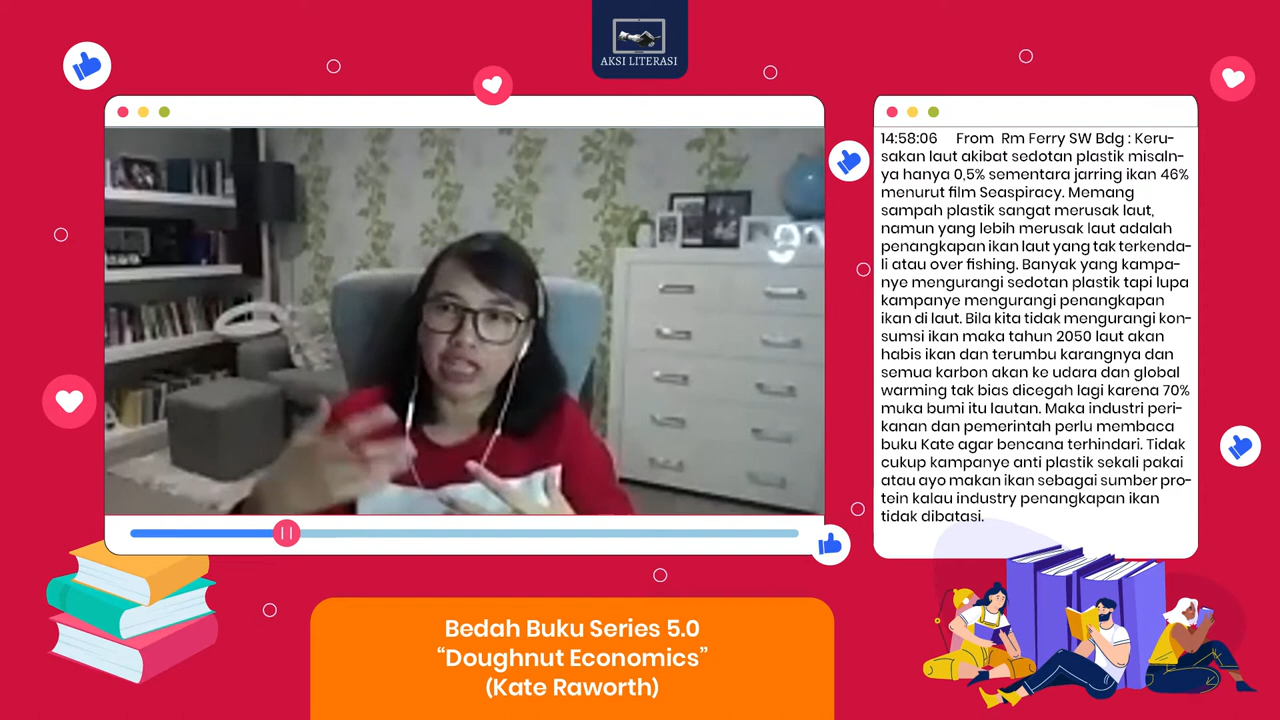 AKSI LITERASI
14:58:06 From Rm Ferry SW Bdg : Keru-
sakan laut akibat sedotan plastik misaln-
ya hanya 0,5% sementara jarring ikan 46%
menurut film Seaspiracy. Memang
sampah plastik sangat merusak laut,
namun yang lebih merusak laut adalah
penangkapan ikan laut yang tak terkenda-
li atau over fishing. Banyak yang kampa-
nye mengurangi sedotan plastik tapi lupa
kampanye mengurangi penangkapan
ikan di laut. Bila kita tidak mengurangi kon-
sumsi ikan maka tahun 2050 laut akan
habis ikan dan terumbu karangnya dan
semua karbon akan ke udara dan global
warming tak bias dicegah lagi karena 70%
muka bumi itu lautan. Maka industri peri-
kanan dan pemerintah perlu membaca
buku Kate agar bencana terhindari. Tidak
cukup kampanye anti plastik sekali pakai
atau ayo makan ikan sebagai sumber pro-
tein kalau industry penangkapan ikan
tidak dibatasi.
Bedah Buku Series 5.0
“Doughnut Economics”
(Kate Raworth)